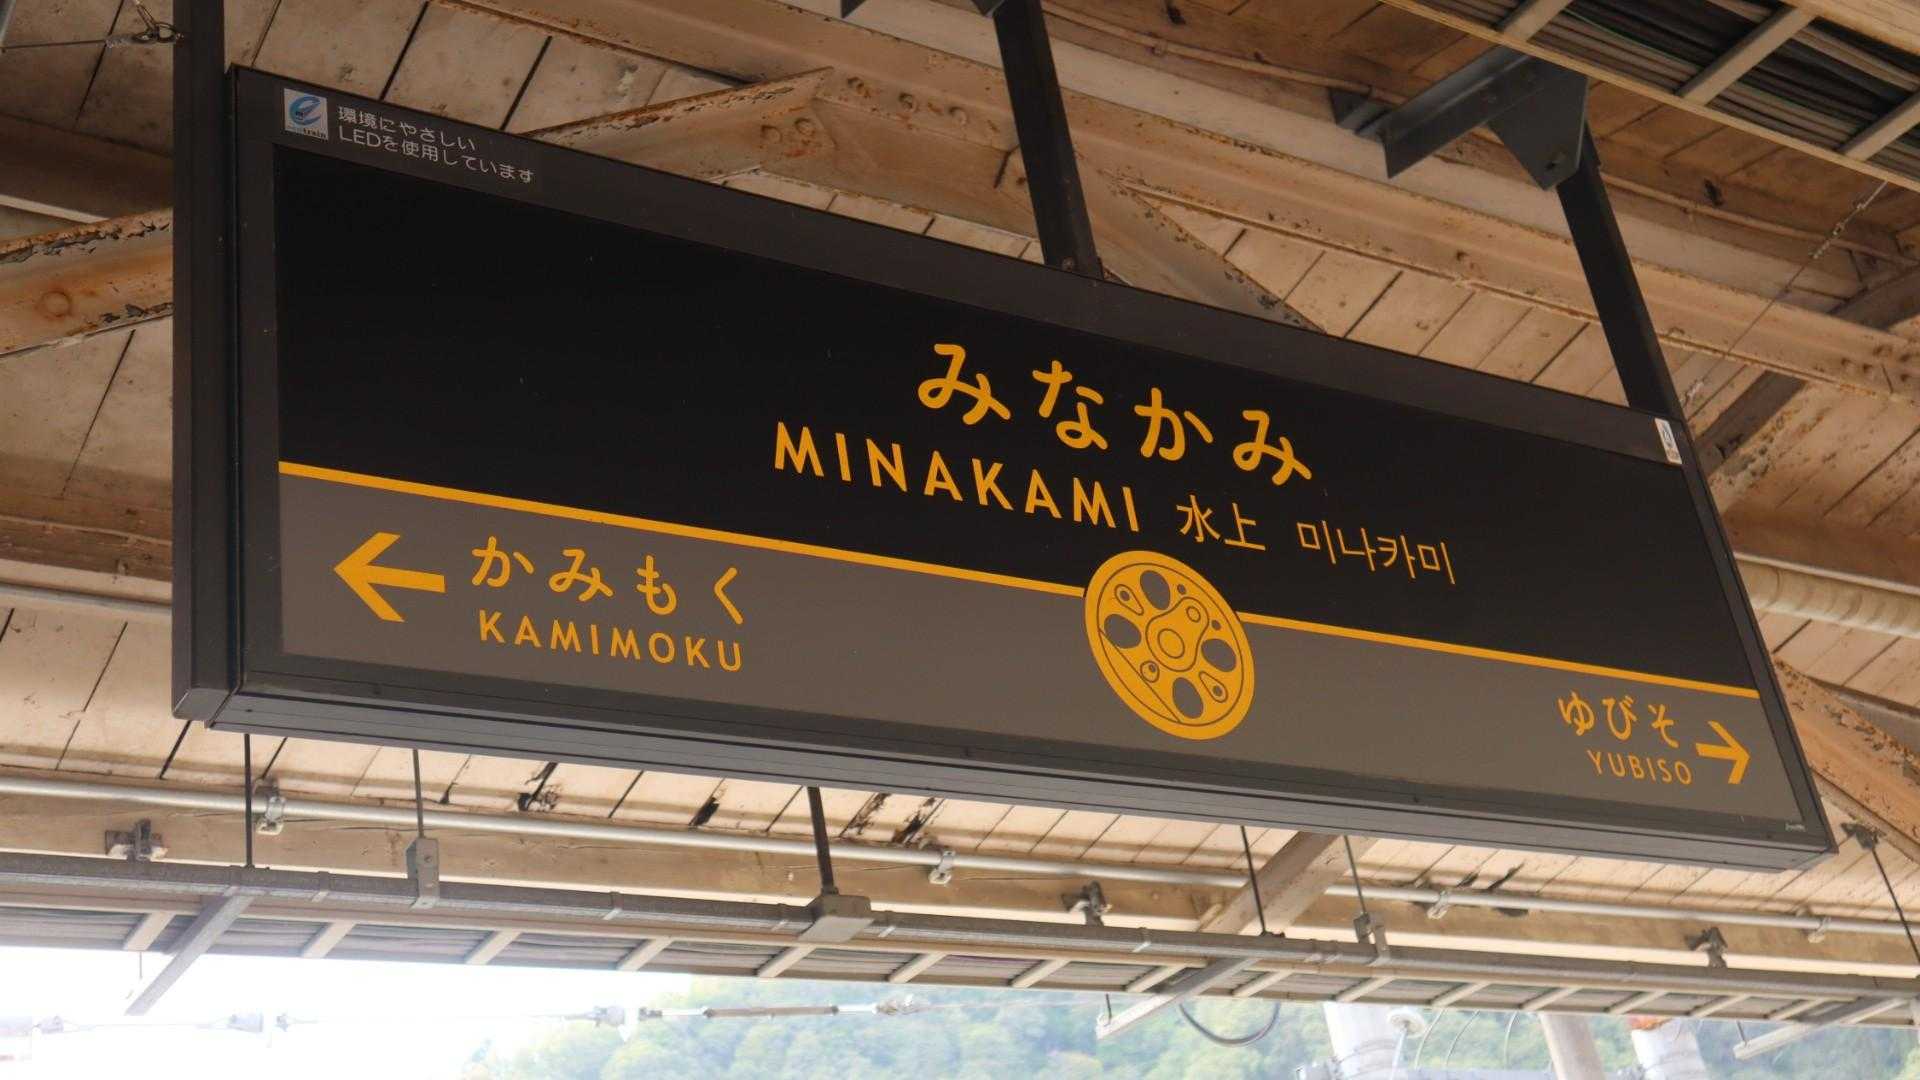 環境にやさしい
LEDを使用しています
みなかみ
MINAKAMI 水上 미나카미
かみもく
KAMIMOKU
ゆびそ
YUBISO